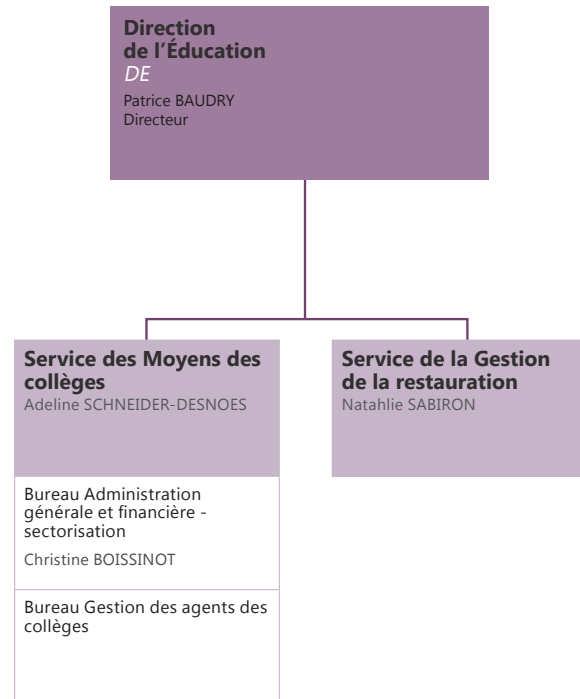 Direction
de l'Éducation
DE
Patrice BAUDRY
Directeur
Service des Moyens des
collèges
Adeline SCHNEIDER-DESNOES
Bureau Administration
générale et financière -
sectorisation
Christine BOISSINOT
Bureau Gestion des agents des
collèges
Service de la Gestion
de la restauration
Natahlie SABIRON